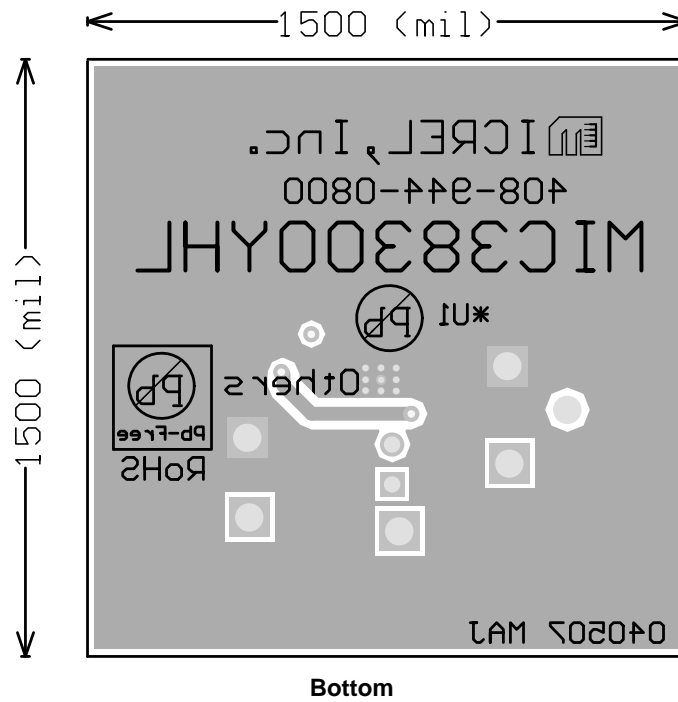 1500 (mil)
1500 (mil)
ICREL, Inc.
408-944-0800
MIC38300YHL
Pb
*U1
Others
Pb
Pb-Free
RoHS
040507 MAJ
Bottom